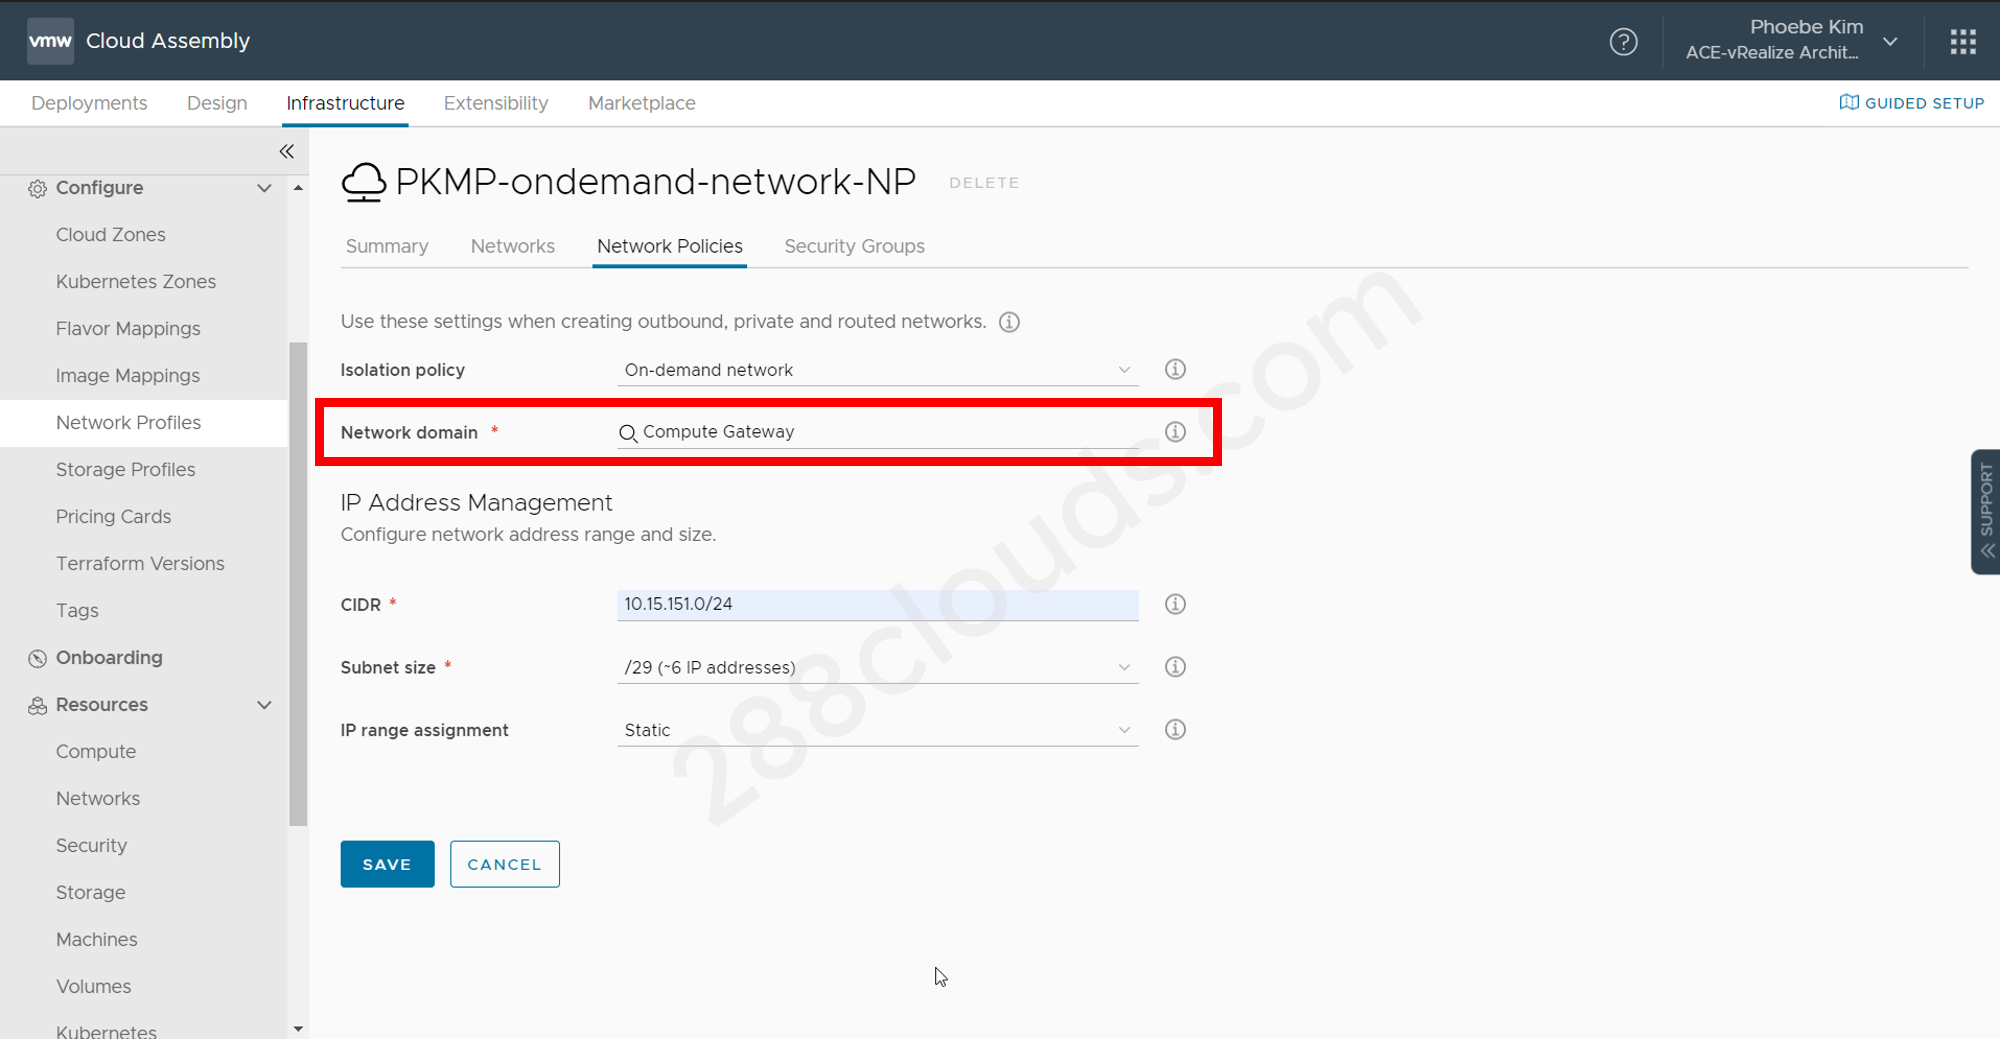 vmw Cloud Assembly
Phoebe Kim
ACE-vRealize Archit...
Deployments Design Infrastructure Extensibility Marketplace
GUIDED SETUP
Configure
Cloud Zones
Kubernetes Zones
Flavor Mappings
Image Mappings
Network Profiles
Storage Profiles
Pricing Cards
Terraform Versions
Tags
Onboarding
Resources
Compute
Networks
Security
Storage
Machines
Volumes
Kubernetes
PKMP-ondemand-network-NP DELETE
Summary Networks Network Policies Security Groups
Use these settings when creating outbound, private and routed networks.
Isolation policy On-demand network
Network domain * Compute Gateway
IP Address Management
Configure network address range and size.
CIDR * 10.15.151.0/24
Subnet size * /29 (~6 IP addresses)
IP range assignment Static
SAVE CANCEL
SUPPORT
288clouds.com